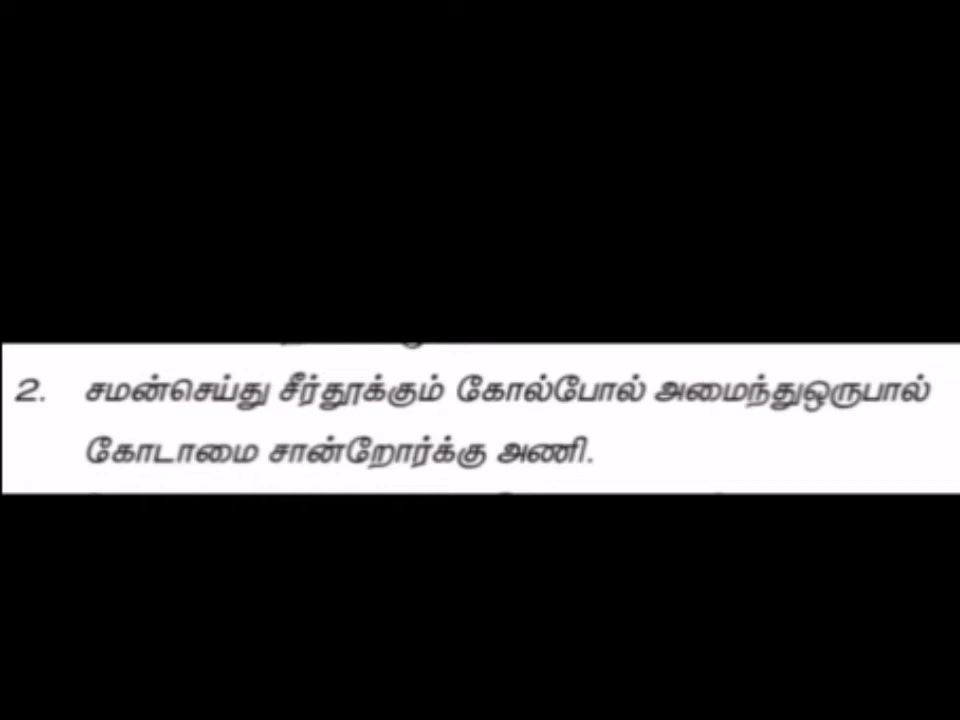 2. சமன்செய்து சீர்தூக்கும் கோல்போல் அமைந்துஒருபால்
கோடாமை சான்றோர்க்கு அணி.